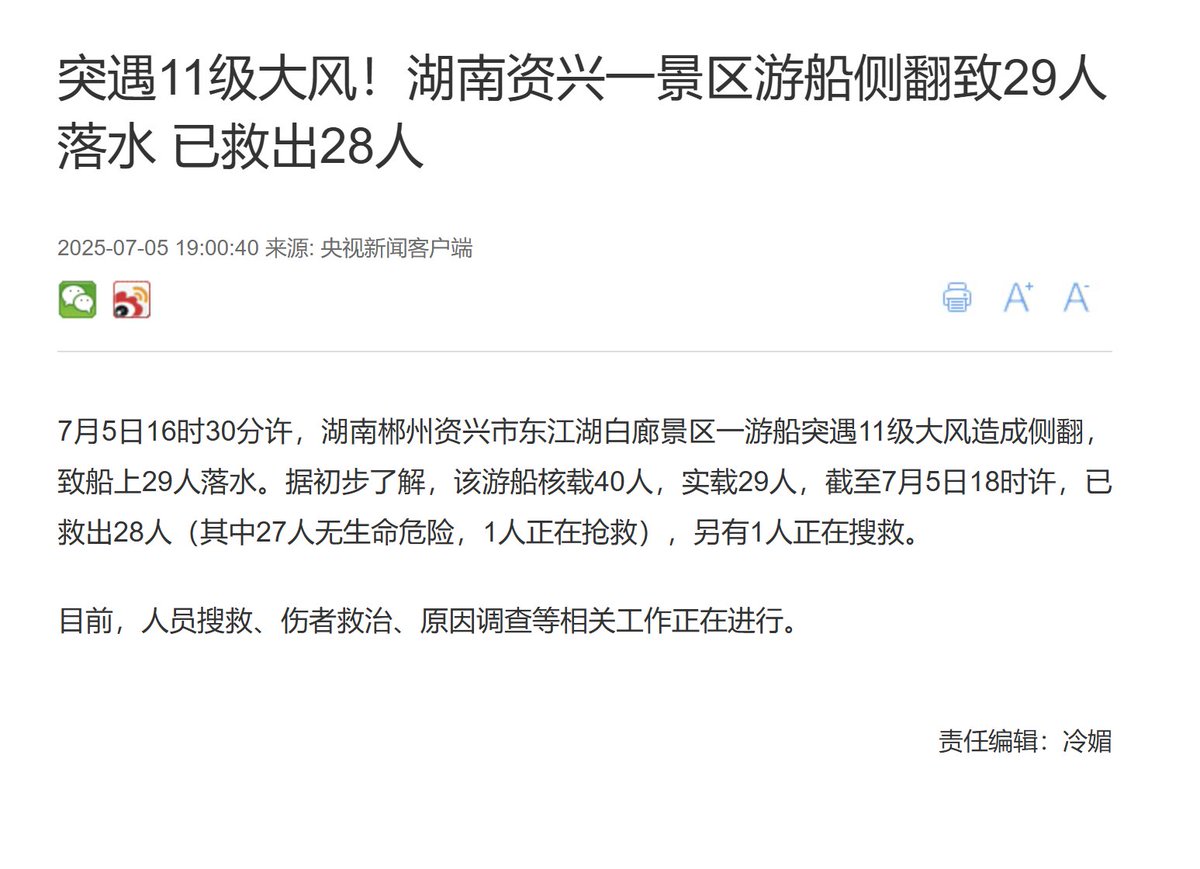 突遇11级大风！湖南资兴一景区游船侧翻致29人
落水 已救出28人
2025-07-05 19:00:40 来源: 央视新闻客户端
A+ A-
7月5日16时30分许，湖南郴州资兴市东江湖白廊景区一游船突遇11级大风造成侧翻，
致船上29人落水。据初步了解，该游船核载40人，实载29人，截至7月5日18时许，已
救出28人（其中27人无生命危险，1人正在抢救），另有1人正在搜救。
目前，人员搜救、伤者救治、原因调查等相关工作正在进行。
责任编辑：冷媚